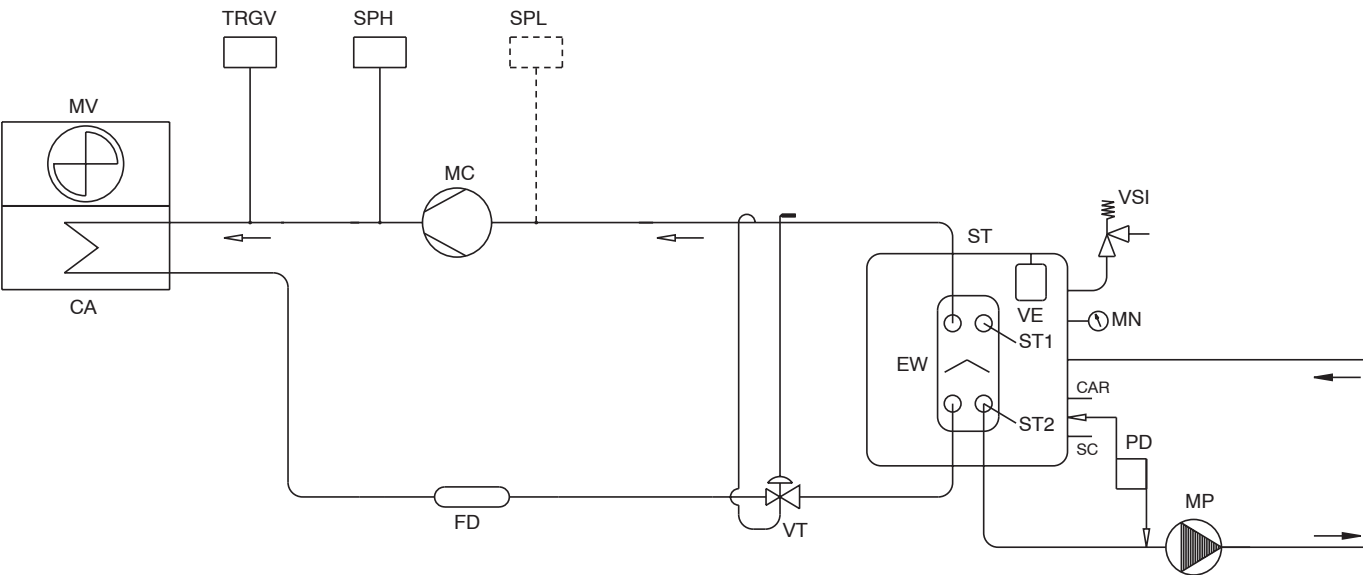 TRGV
SPH
SPL
MV
MC
VSI
ST
VE
MN
ST1
EW
CAR
ST2
PD
SC
CA
MP
FD
VT